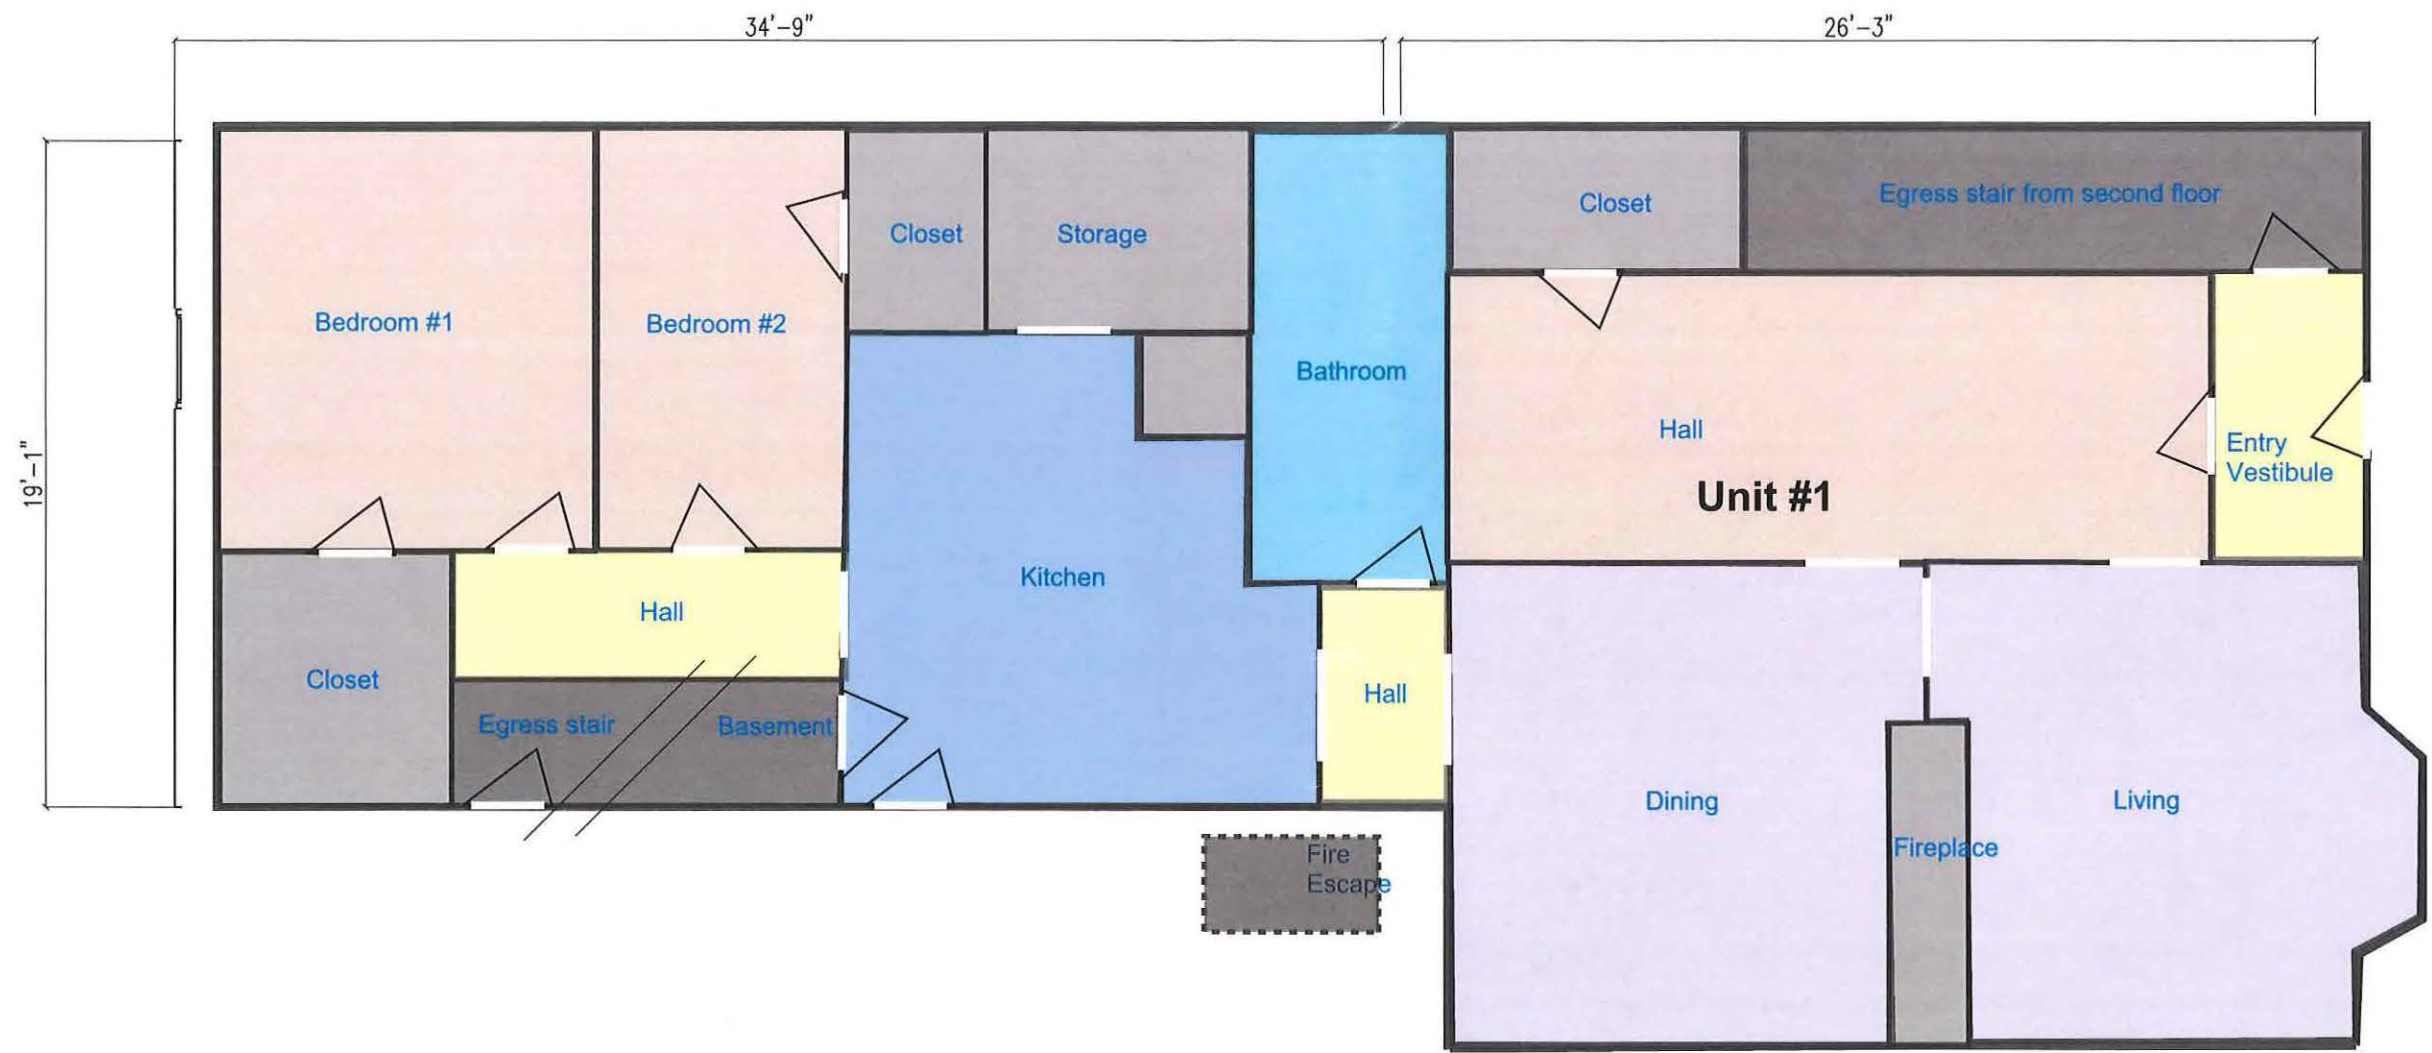 34'-9"
26'-3"
19'-1"
Egress stair from second floor
Closet
Closet
Storage
Bedroom #1
Bedroom #2
Bathroom
Hall
Entry
Vestibule
Unit #1
Kitchen
Hall
Closet
Hall
Egress stair
Basement
Dining
Living
Fireplace
Fire
Escape